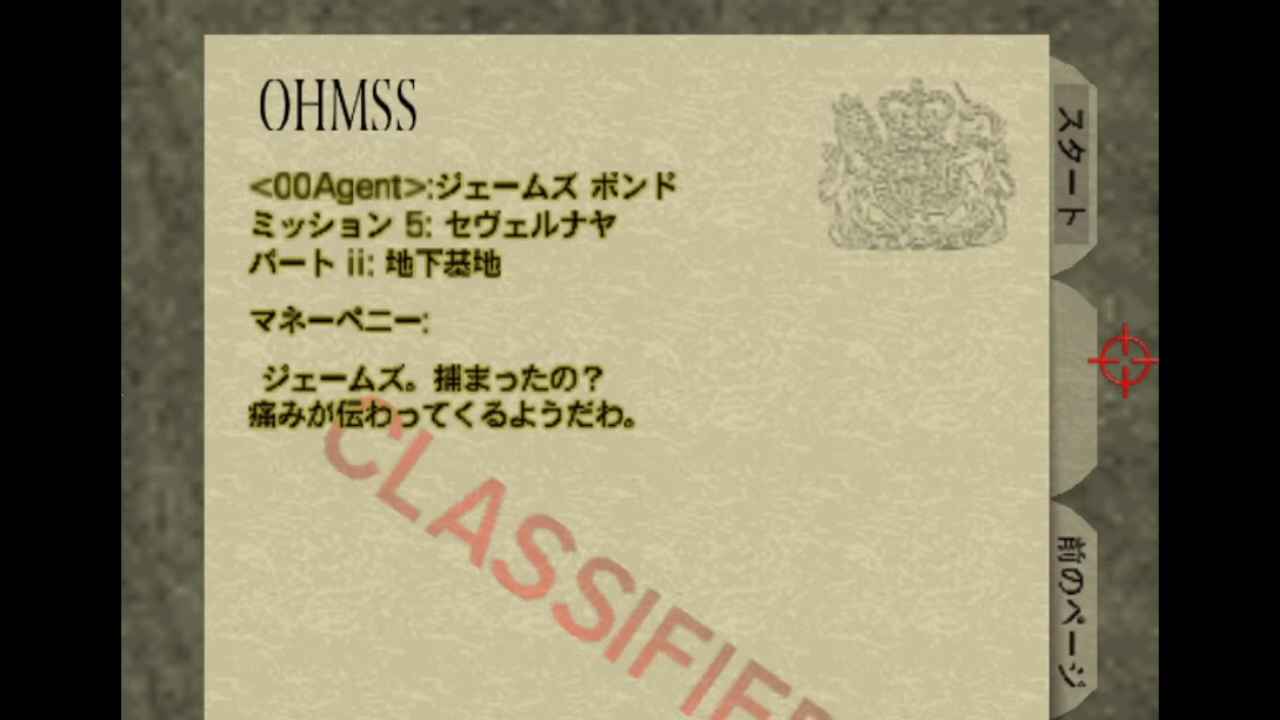 OHMSS
<00Agent>:ジェームズ ボンド
ミッション 5: セヴェルナヤ
パート ii: 地下基地
マネーペニー:
ジェームズ。捕まったの？
痛みが伝わってくるようだわ。
CLASSIFIED
スタート
前のページ